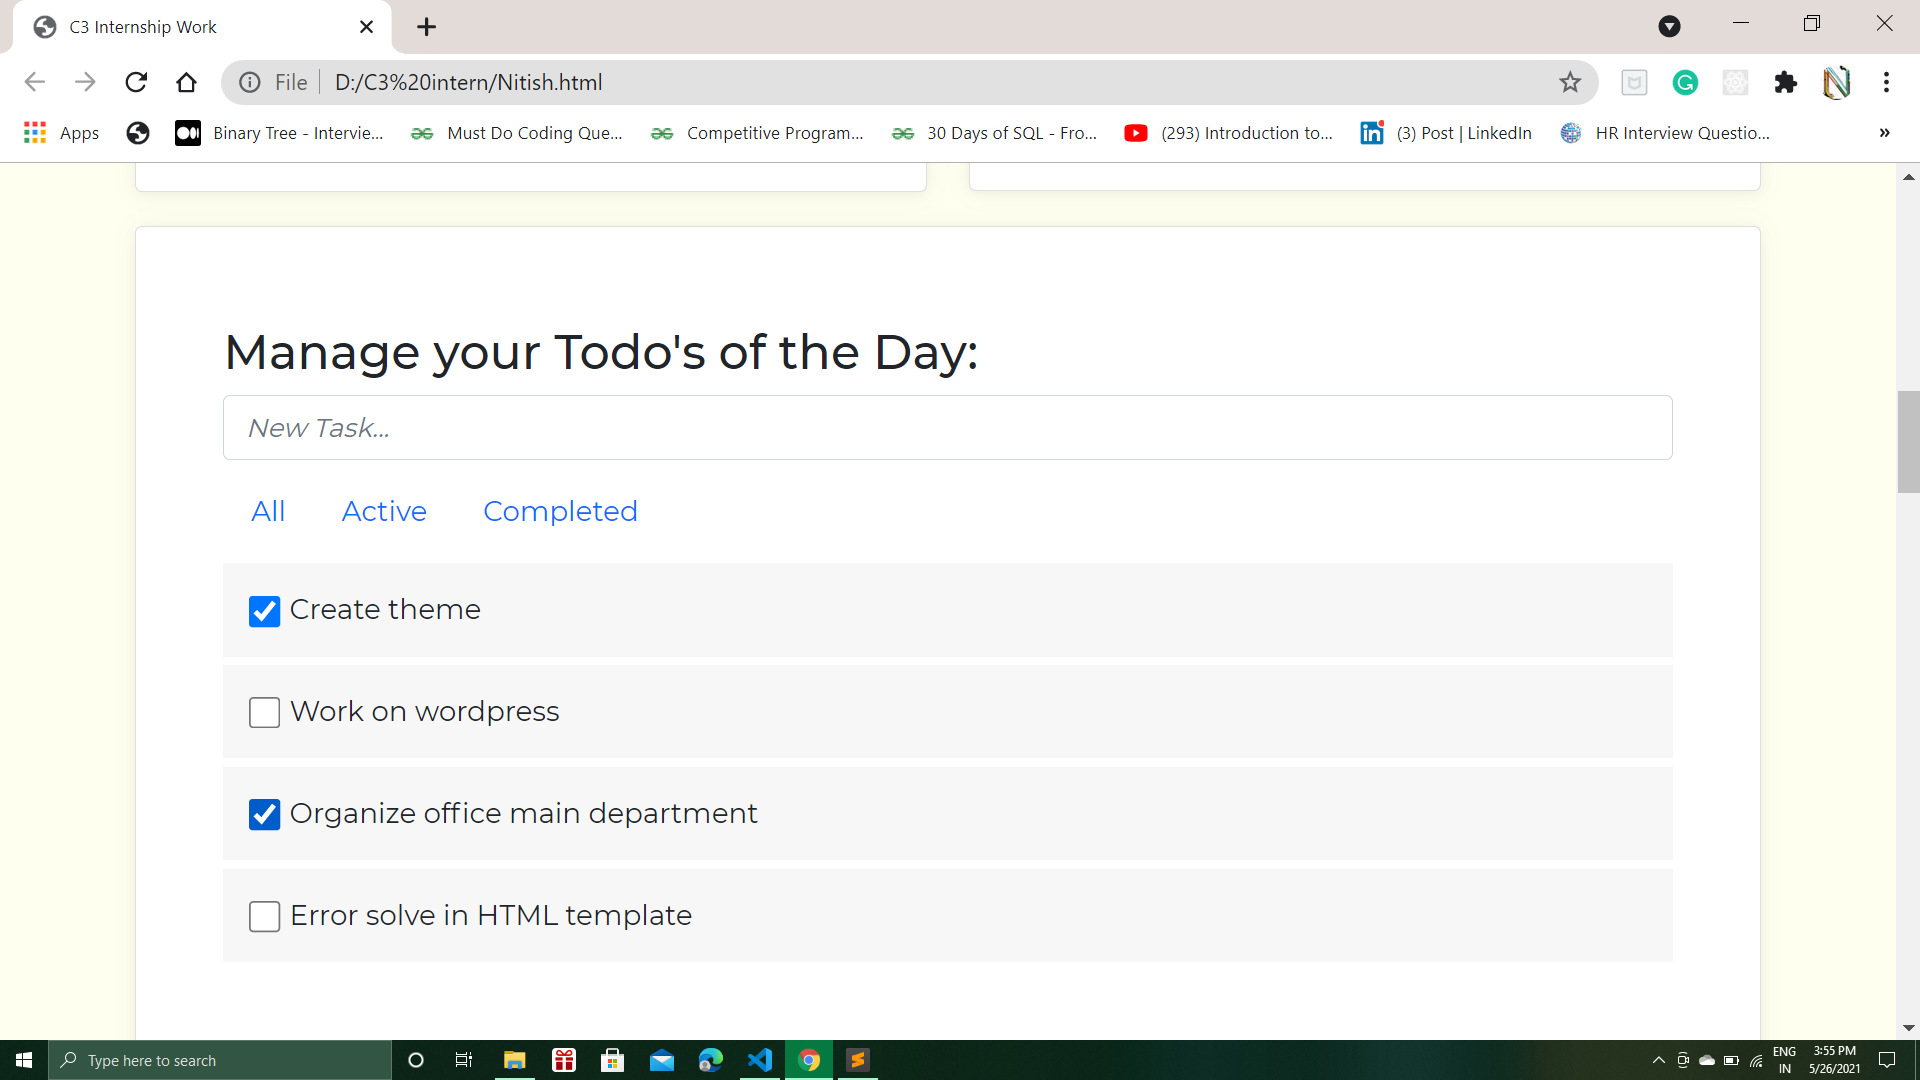 C3 Internship Work
File
D:/C3%20intern/Nitish.html
Apps
Binary Tree - Intervie...
Must Do Coding Que...
Competitive Program...
30 Days of SQL - Fro...
(293) Introduction to...
(3) Post | LinkedIn
HR Interview Questio...
»
Manage your Todo's of the Day:
New Task...
All
Active
Completed
Create theme
Work on wordpress
Organize office main department
Error solve in HTML template
Type here to search
ENG
IN
3:55 PM
5/26/2021